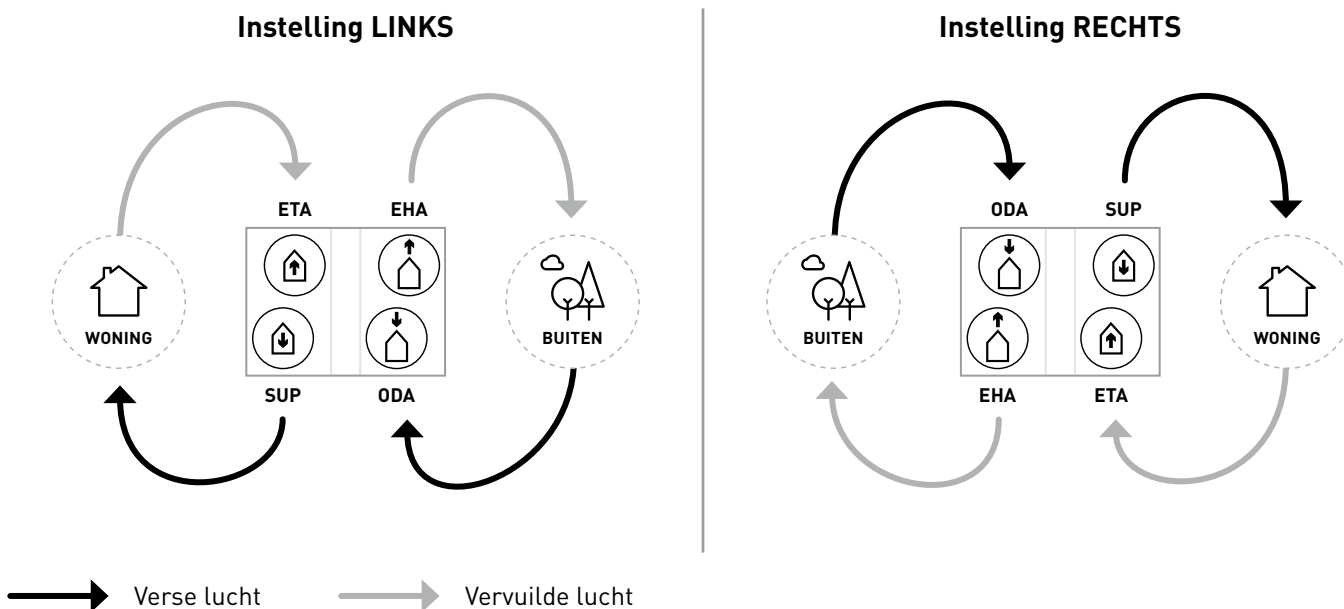 Instelling LINKS
ETA EHA
WONING
BUITEN
SUP ODA
Instelling RECHTS
ODA SUP
BUITEN
WONING
EHA ETA
Verse lucht
Vervuilde lucht